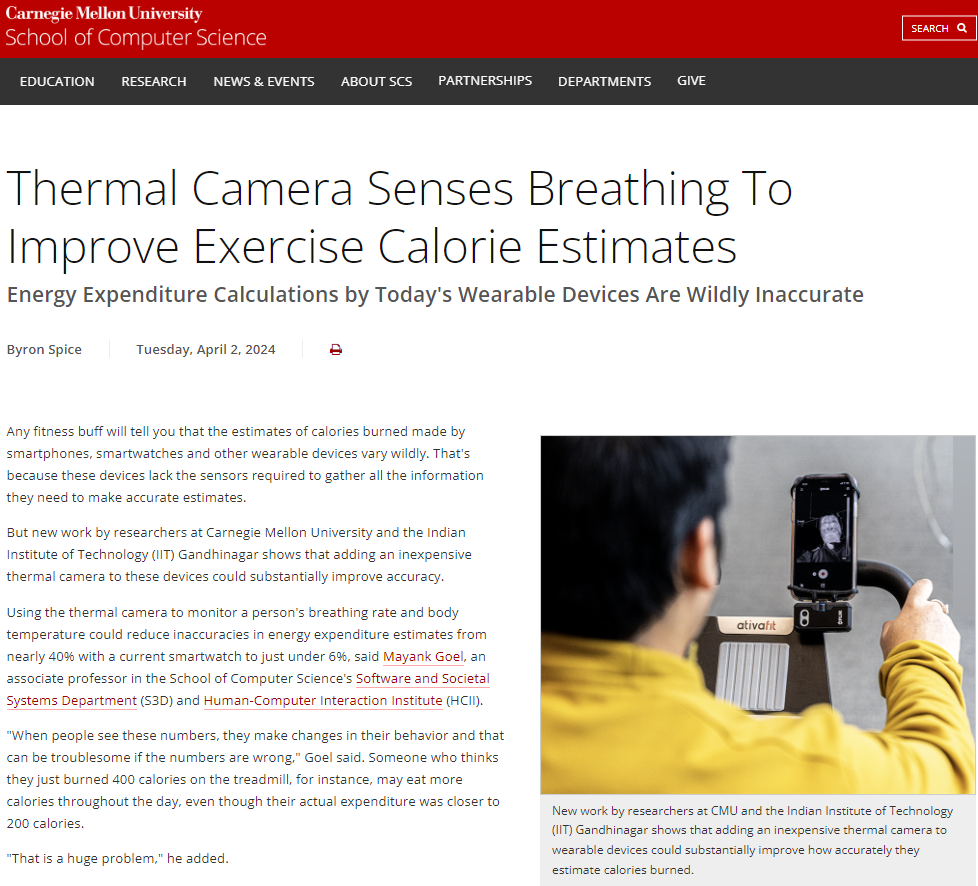 Carnegie Mellon University
School of Computer Science
SEARCH
EDUCATION RESEARCH NEWS & EVENTS ABOUT SCS PARTNERSHIPS DEPARTMENTS GIVE
Thermal Camera Senses Breathing To
Improve Exercise Calorie Estimates
Energy Expenditure Calculations by Today's Wearable Devices Are Wildly Inaccurate
Byron Spice Tuesday, April 2, 2024
Any fitness buff will tell you that the estimates of calories burned made by
smartphones, smartwatches and other wearable devices vary wildly. That's
because these devices lack the sensors required to gather all the information
they need to make accurate estimates.
But new work by researchers at Carnegie Mellon University and the Indian
Institute of Technology (IIT) Gandhinagar shows that adding an inexpensive
thermal camera to these devices could substantially improve accuracy.
Using the thermal camera to monitor a person's breathing rate and body
temperature could reduce inaccuracies in energy expenditure estimates from
nearly 40% with a current smartwatch to just under 6%, said Mayank Goel, an
associate professor in the School of Computer Science's Software and Societal
Systems Department (S3D) and Human-Computer Interaction Institute (HCII).
"When people see these numbers, they make changes in their behavior and that
can be troublesome if the numbers are wrong," Goel said. Someone who thinks
they just burned 400 calories on the treadmill, for instance, may eat more
calories throughout the day, even though their actual expenditure was closer to
200 calories.
"That is a huge problem," he added.
ativafit
New work by researchers at CMU and the Indian Institute of Technology
(IIT) Gandhinagar shows that adding an inexpensive thermal camera to
wearable devices could substantially improve how accurately they
estimate calories burned.